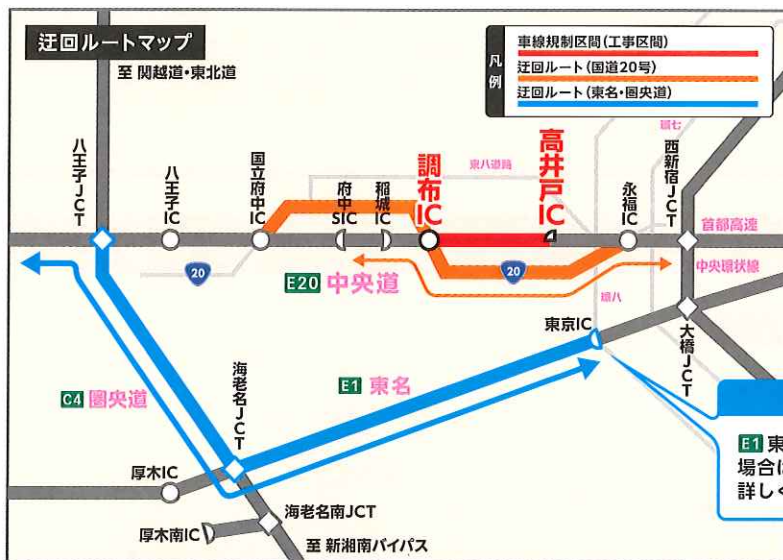 迂回ルートマップ
至 関越道・東北道
凡例
車線規制区間(工事区間)
迂回ルート(国道20号)
迂回ルート(東名・圏央道)
八王子JCT
八王子IC
国立府中IC
府中SIC
稲城IC
調布IC
東八道路
高井戸IC
永福IC
環七
西新宿JCT
首都高速
中央環状線
20
E20 中央道
20
環八
東京IC
大橋JCT
C4 圏央道
海老名JCT
E1 東名
E1 東
場合に
詳しく
厚木IC
厚木南IC
海老名南JCT
至 新湘南バイパス